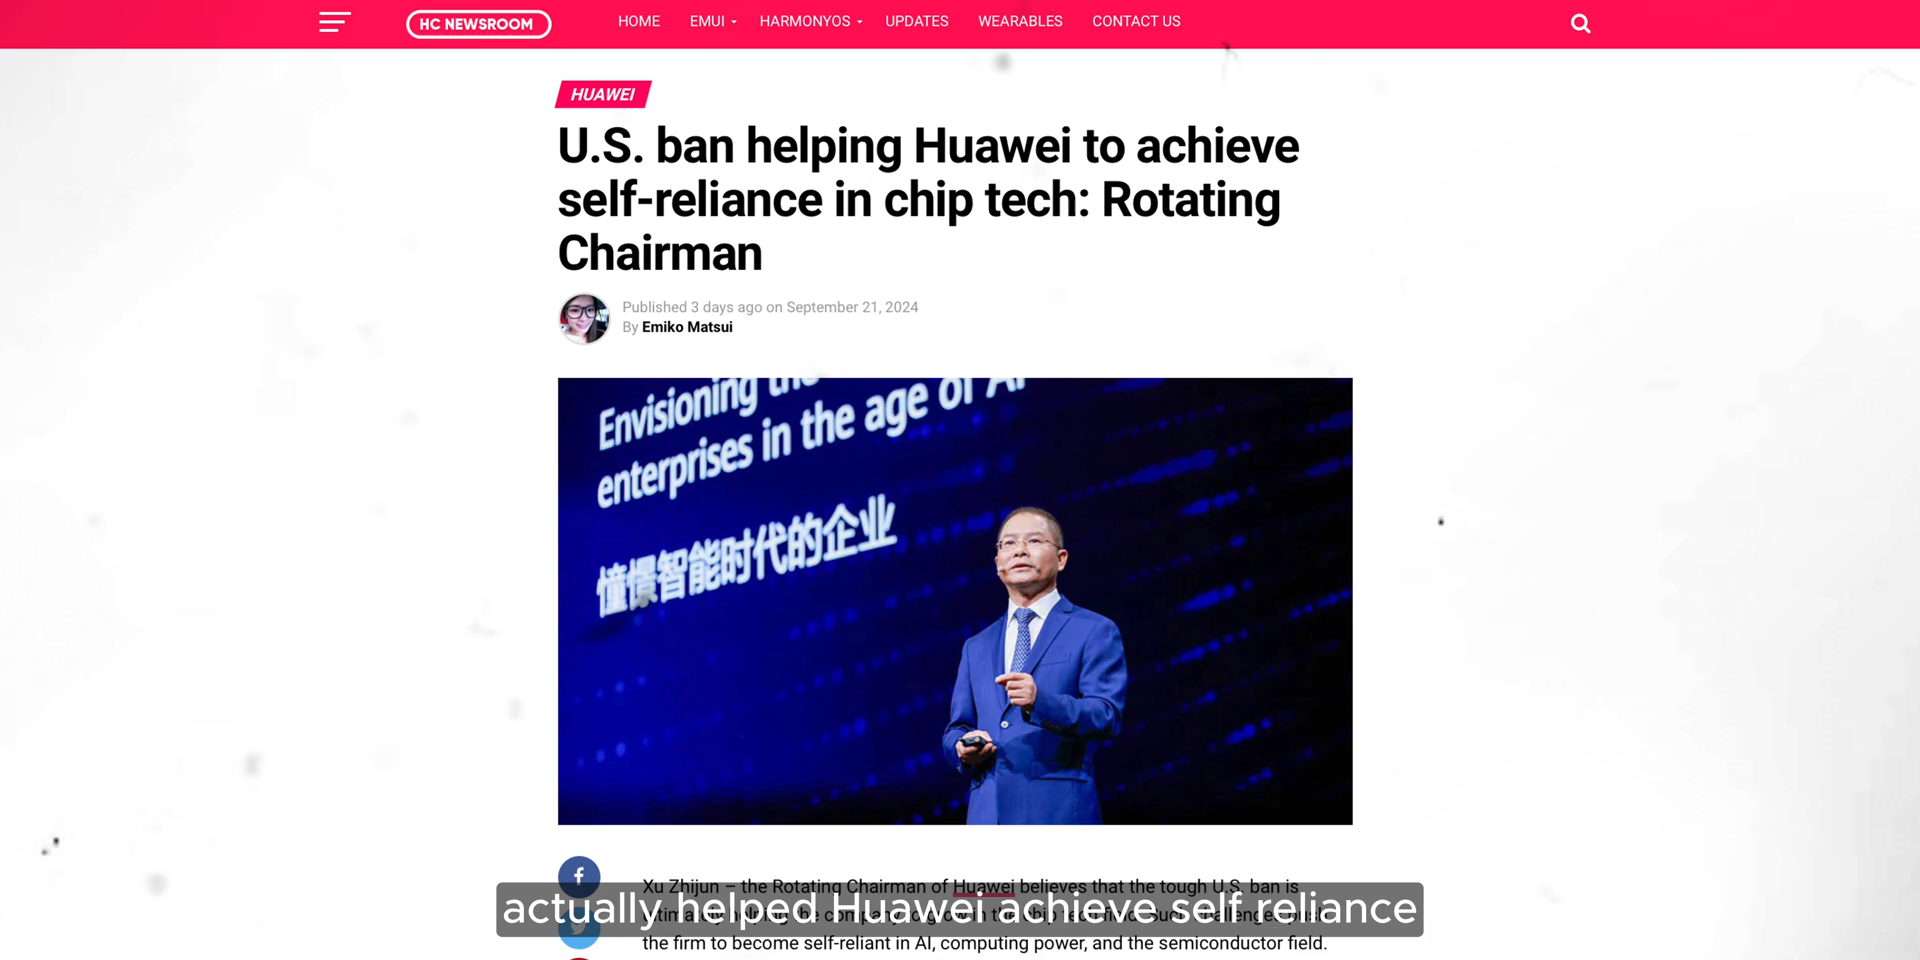 HC NEWSROOM
HOME EMUI HARMONYOS UPDATES WEARABLES CONTACT US
HUAWEI
U.S. ban helping Huawei to achieve
self-reliance in chip tech: Rotating
Chairman
Published 3 days ago on September 21, 2024
By Emiko Matsui
Envisioning the
enterprises in the age of AI
憧憬智能时代的企业
Xu Zhijun – the Rotating Chairman of Huawei believes that the tough U.S. ban is
actually helped Huawei achieve self reliance
the firm to become self-reliant in AI, computing power, and the semiconductor field.